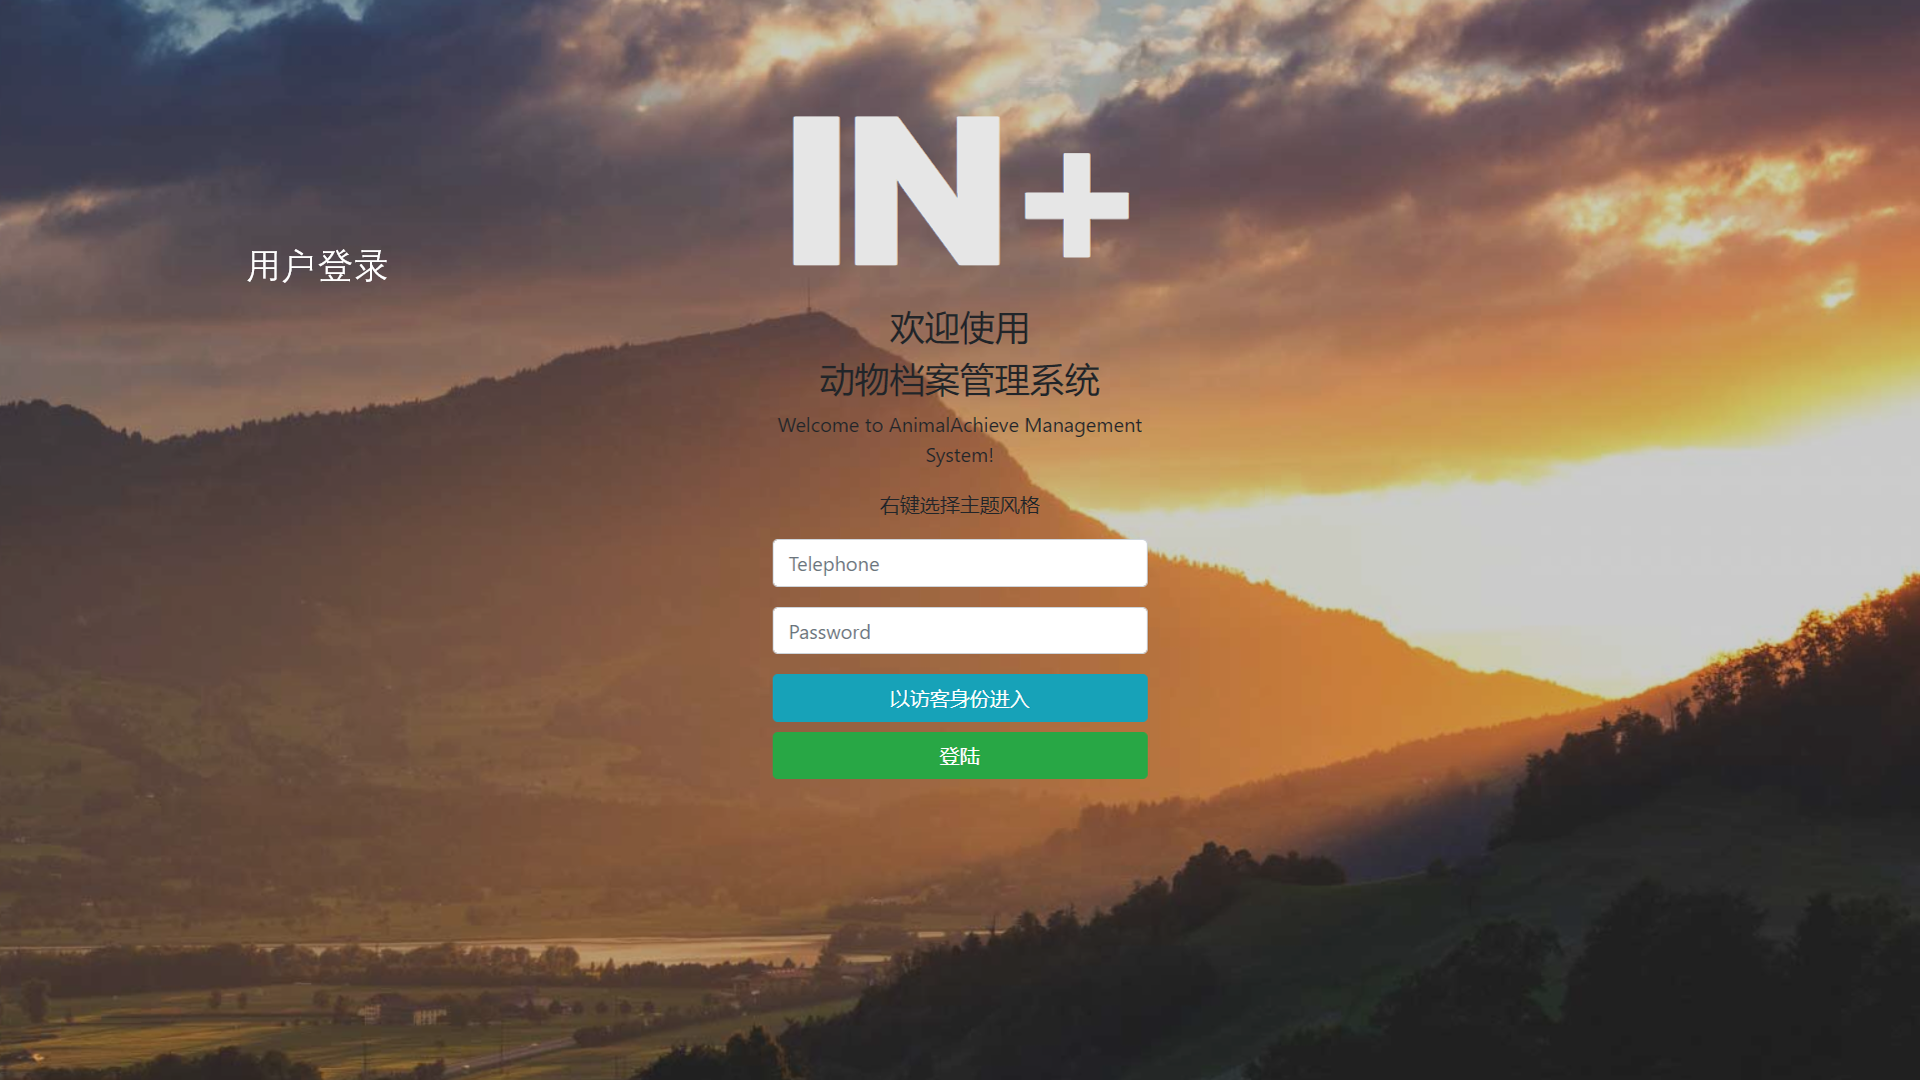 IN+
用户登录
欢迎使用
动物档案管理系统
Welcome to AnimalAchieve Management
System!
右键选择主题风格
Telephone
Password
以访客身份进入
登陆